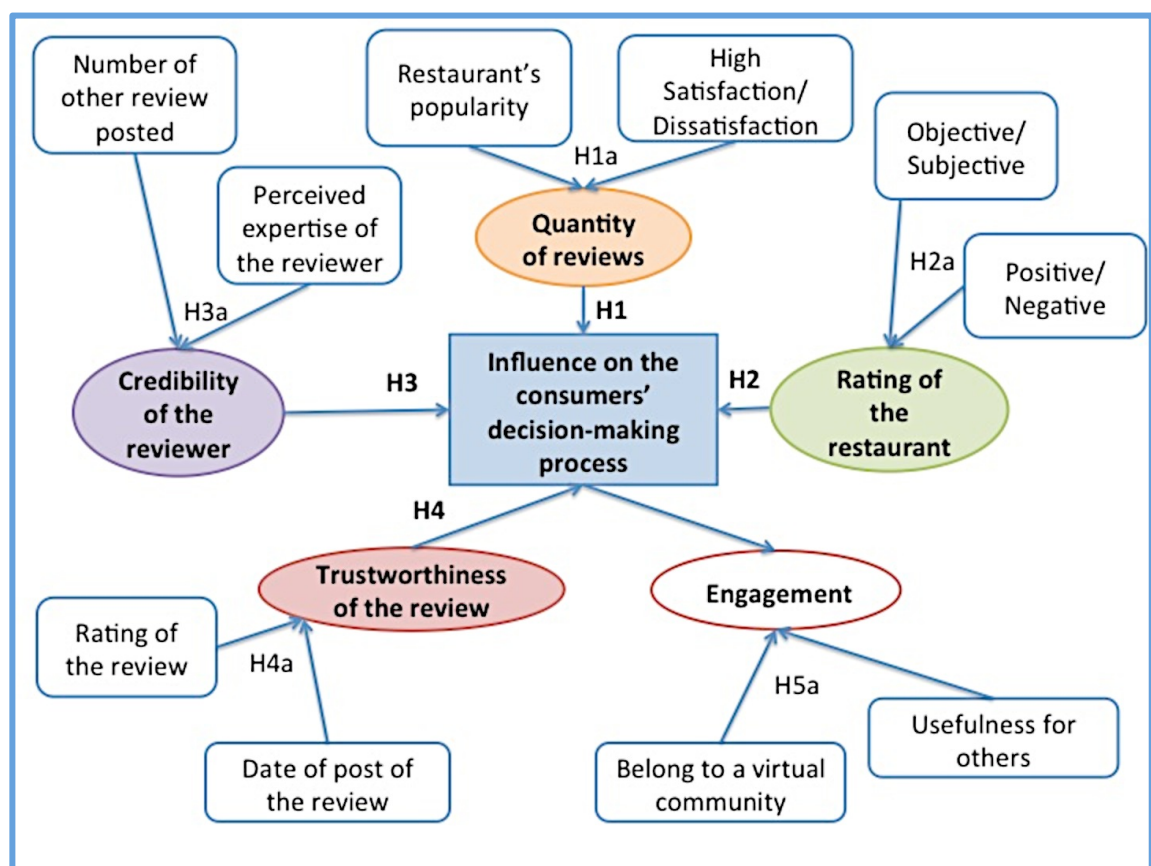 Number of
other review
posted
Restaurant's
popularity
High
Satisfaction/
Dissatisfaction
Objective/
Subjective
H1a
Perceived
expertise of
the reviewer
Quantity
of reviews
H2a
Positive/
Negative
H3a
H1
Credibility
of the
reviewer
H3
Influence on the
consumers'
decision-making
process
H2
Rating of
the
restaurant
H4
Trustworthiness
of the review
Engagement
Rating of
the review
H4a
H5a
Date of post of
the review
Belong to a virtual
community
Usefulness for
others